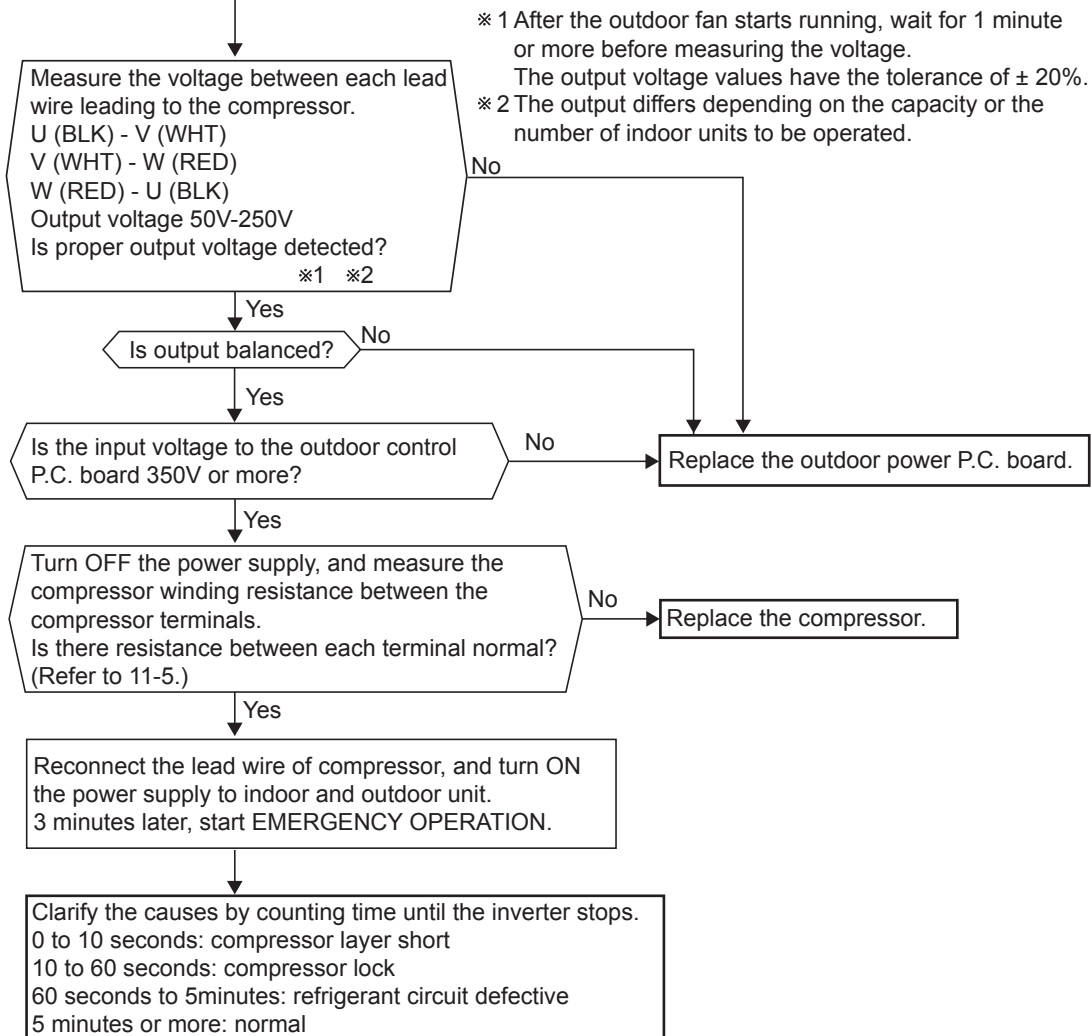 ※ 1 After the outdoor fan starts running, wait for 1 minute
or more before measuring the voltage.
The output voltage values have the tolerance of ± 20%.
※ 2 The output differs depending on the capacity or the
number of indoor units to be operated.
Measure the voltage between each lead
wire leading to the compressor.
U (BLK) - V (WHT)
V (WHT) - W (RED)
W (RED) - U (BLK)
Output voltage 50V-250V
Is proper output voltage detected?
※1 ※2
No
Yes
Is output balanced?
No
Yes
Is the input voltage to the outdoor control
P.C. board 350V or more?
No
Replace the outdoor power P.C. board.
Yes
Turn OFF the power supply, and measure the
compressor winding resistance between the
compressor terminals.
Is there resistance between each terminal normal?
(Refer to 11-5.)
No
Replace the compressor.
Yes
Reconnect the lead wire of compressor, and turn ON
the power supply to indoor and outdoor unit.
3 minutes later, start EMERGENCY OPERATION.
Clarify the causes by counting time until the inverter stops.
0 to 10 seconds: compressor layer short
10 to 60 seconds: compressor lock
60 seconds to 5minutes: refrigerant circuit defective
5 minutes or more: normal